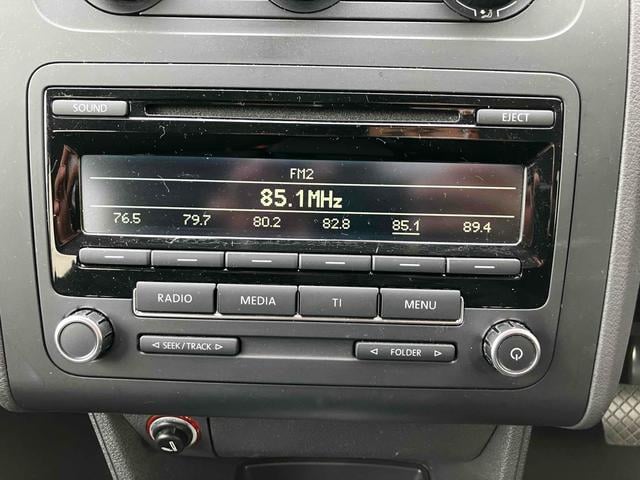 SOUND
EJECT
FM2
85.1MHz
76.5 79.7 80.2 82.8 85.1 89.4
RADIO MEDIA TI MENU
◁ SEEK/TRACK ▷
◁ FOLDER ▷